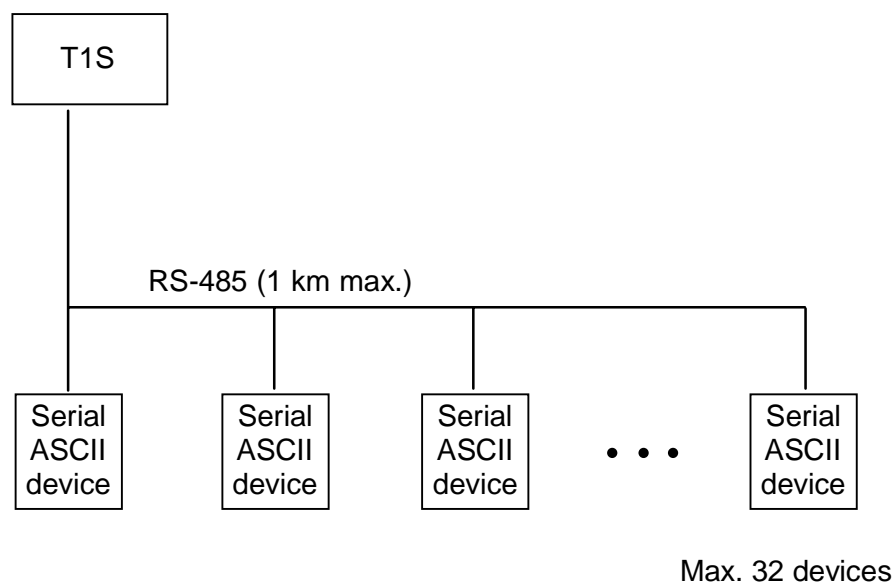 T1S
RS-485 (1 km max.)
Serial
ASCII
device
Serial
ASCII
device
Serial
ASCII
device
• • •
Serial
ASCII
device
Max. 32 devices